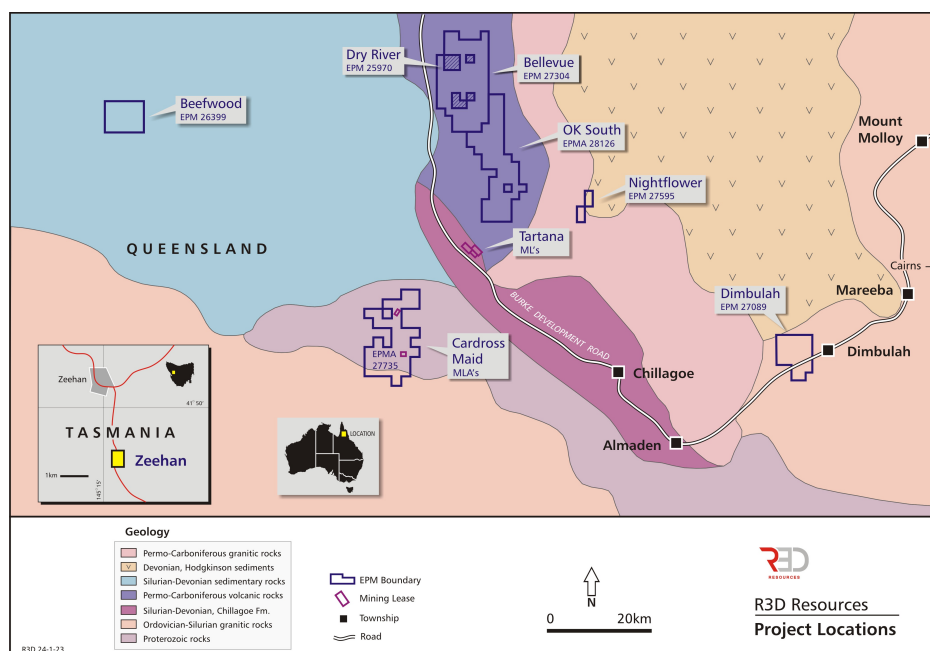 Dry River
EPM 25970
Bellevue
EPM 27304
Beefwood
EPM 26399
OK South
EPMA 28126
Mount
Molloy
Nightflower
EPM 27595
QUEENSLAND
Tartana
ML's
Cairns
Mareeba
BURKE DEVELOPMENT ROAD
Dimbulah
EPM 27089
Cardross
Maid
MLA's
EPMA
27735
Dimbulah
Chillagoe
Almaden
Zeehan
41° 50'
TASMANIA
Zeehan
1km
145° 15'
LOCATION
Geology
Permo-Carboniferous granitic rocks
Devonian, Hodgkinson sediments
Silurian-Devonian sedimentary rocks
Permo-Carboniferous volcanic rocks
Silurian-Devonian, Chillagoe Fm.
Ordovician-Silurian granitic rocks
Proterozoic rocks
EPM Boundary
Mining Lease
Township
Road
N
0 20km
R3D
RESOURCES
R3D Resources
Project Locations
R3D 24-1-23